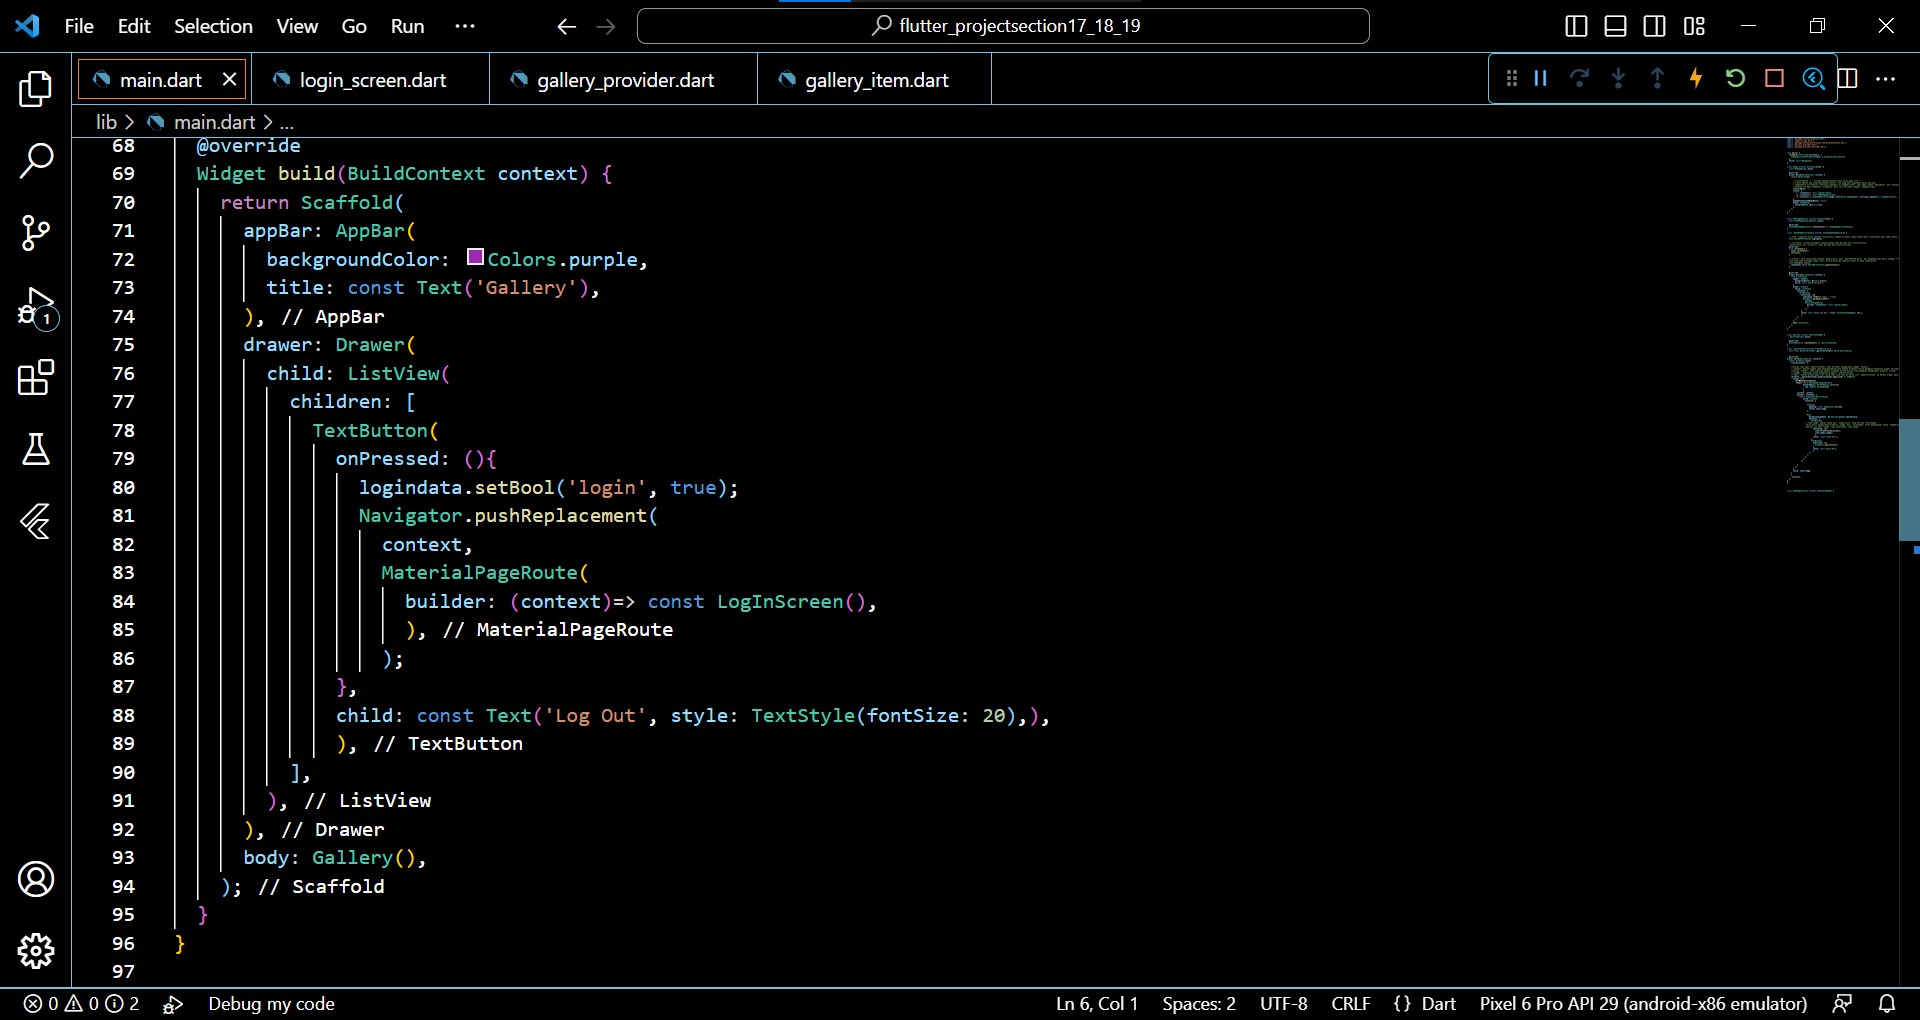 File Edit Selection View Go Run ··· flutter_projectsection17_18_19
main.dart login_screen.dart gallery_provider.dart gallery_item.dart
lib > main.dart > ...
68 @override
69 Widget build(BuildContext context) {
70 return Scaffold(
71 appBar: AppBar(
72 backgroundColor: Colors.purple,
73 title: const Text('Gallery'),
74 ), // AppBar
75 drawer: Drawer(
76 child: ListView(
77 children: [
78 TextButton(
79 onPressed: (){
80 logindata.setBool('login', true);
81 Navigator.pushReplacement(
82 context,
83 MaterialPageRoute(
84 builder: (context)=> const LogInScreen(),
85 ), // MaterialPageRoute
86 );
87 },
88 child: const Text('Log Out', style: TextStyle(fontSize: 20),),
89 ), // TextButton
90 ],
91 ), // ListView
92 ), // Drawer
93 body: Gallery(),
94 ); // Scaffold
95 }
96 }
97
1
0 0 2 Debug my code Ln 6, Col 1 Spaces: 2 UTF-8 CRLF {} Dart Pixel 6 Pro API 29 (android-x86 emulator)